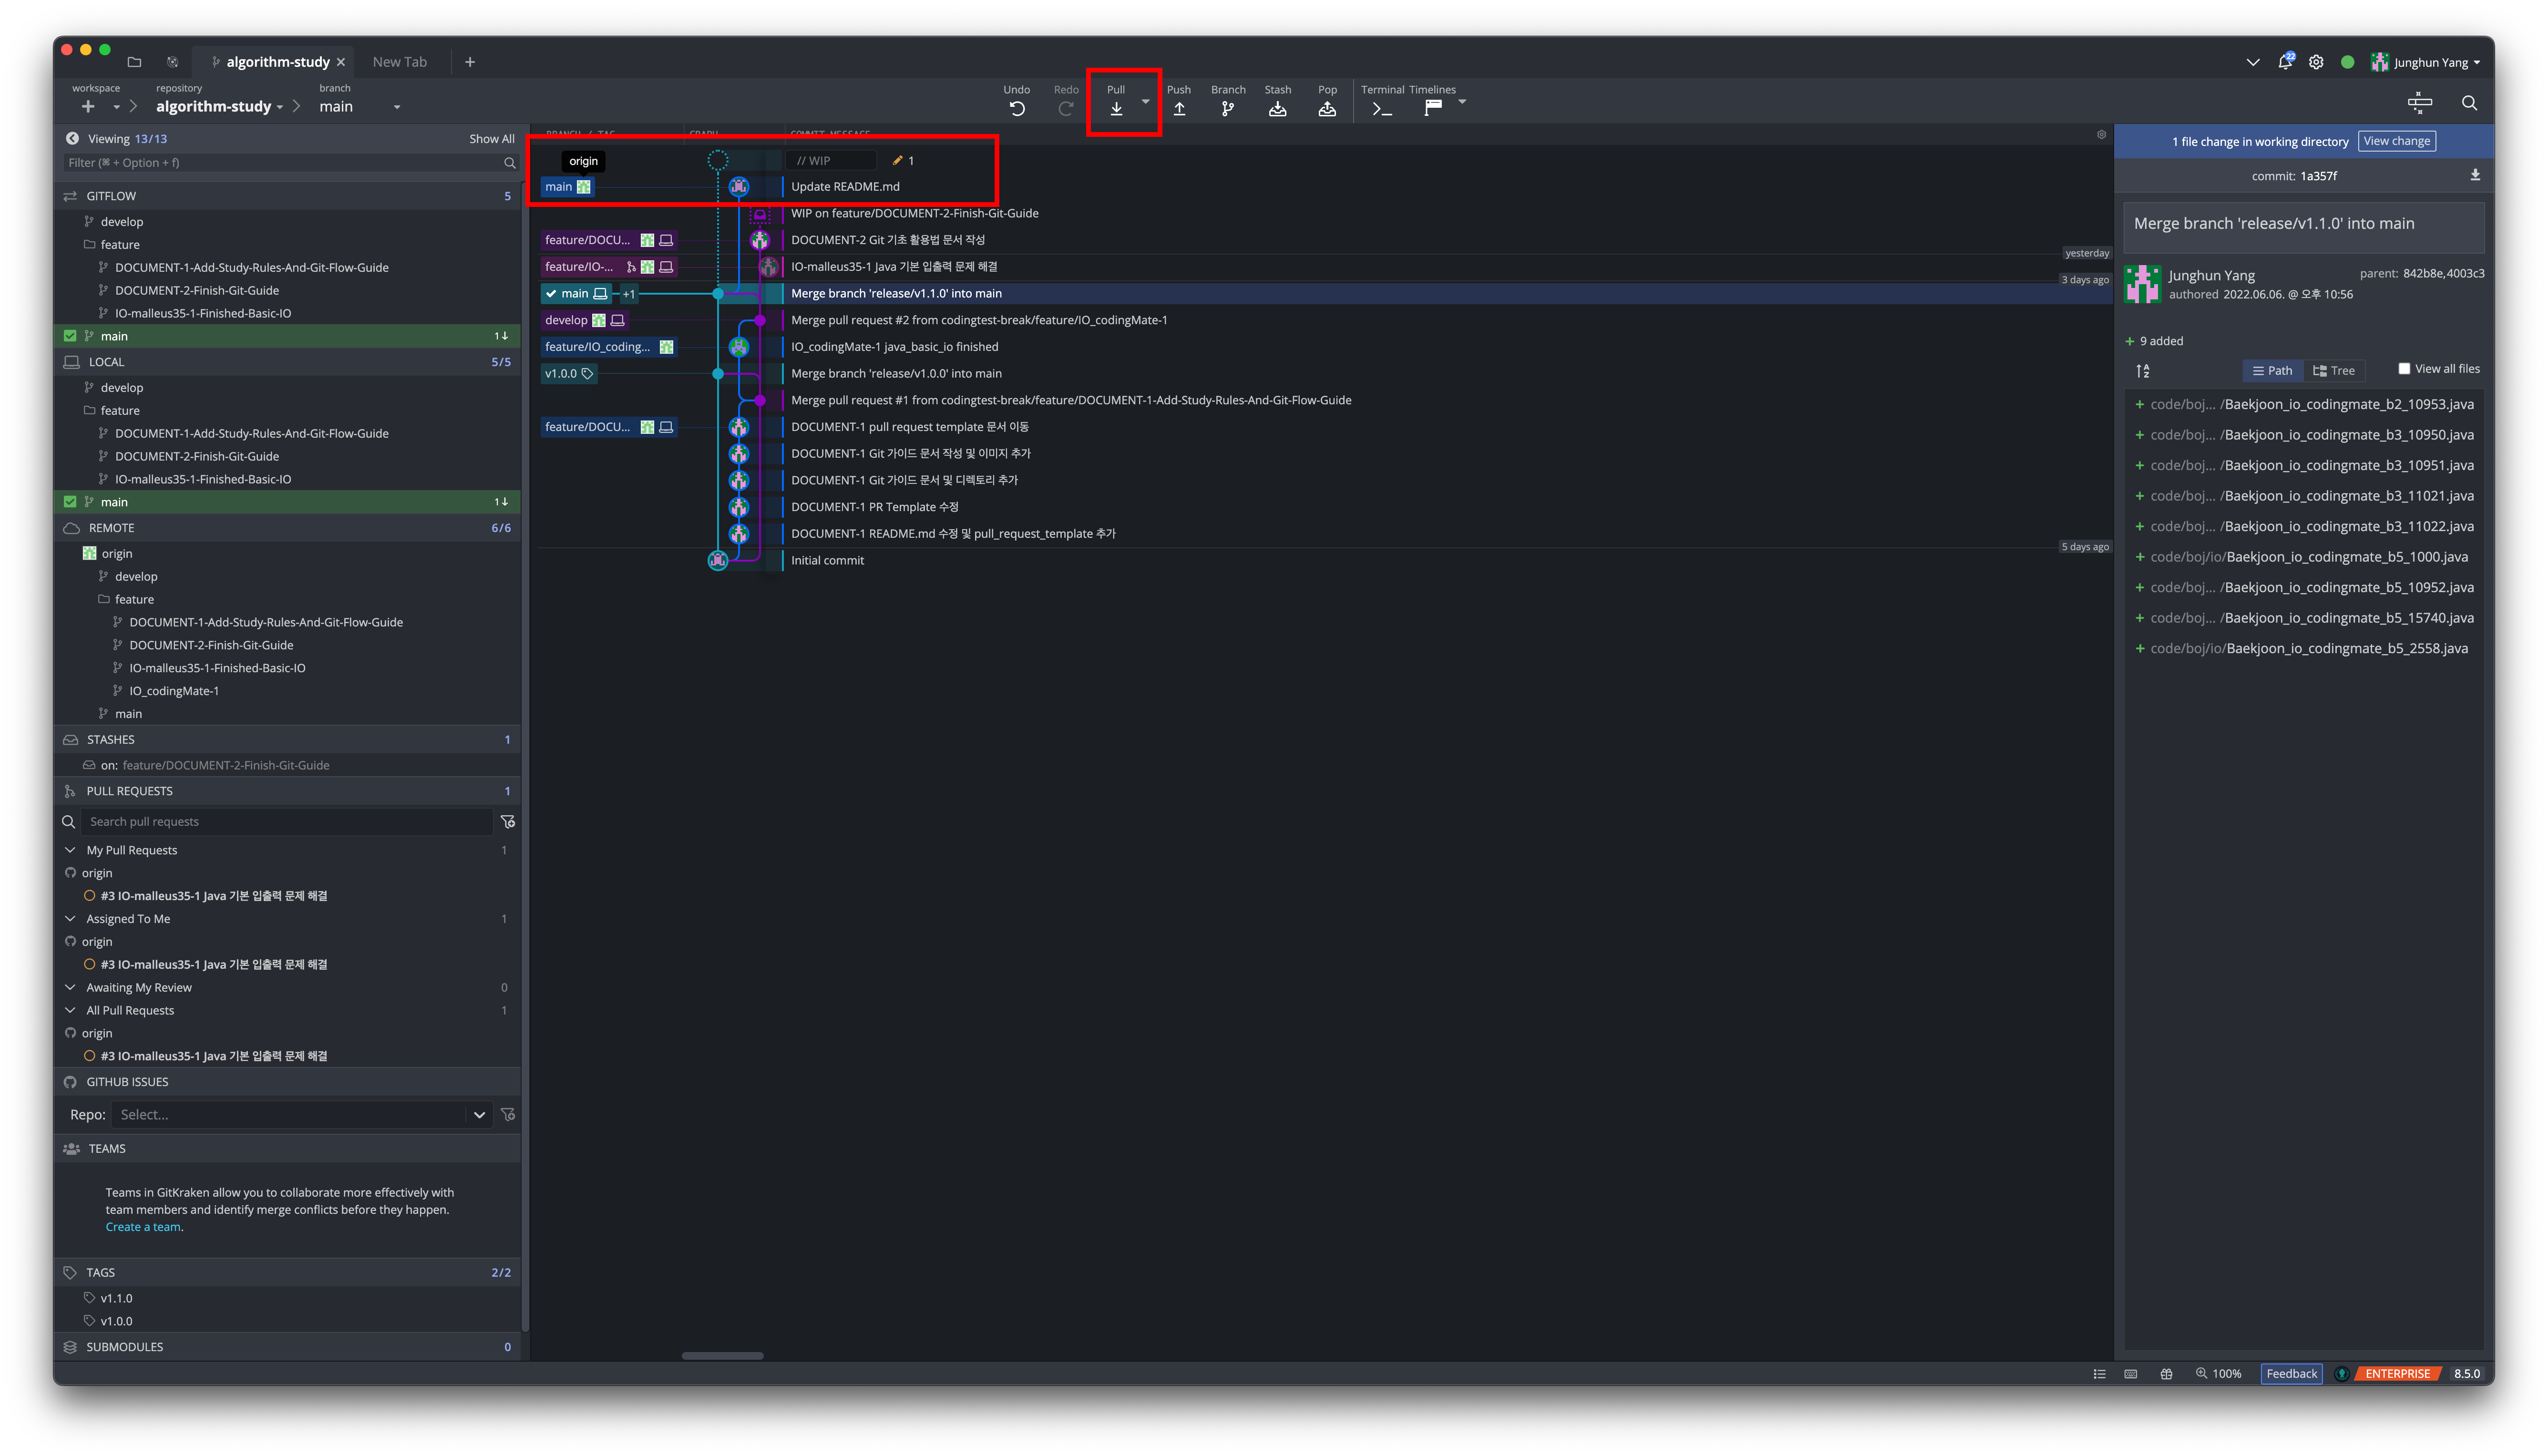 algorithm-study
New Tab
22
Junghun Yang
workspace
repository
algorithm-study
branch
main
Undo
Redo
Pull
Push
Branch
Stash
Pop
Terminal
Timelines
Viewing 13/13
Show All
Filter (⌘ + Option + f)
GITFLOW 5
develop
feature
DOCUMENT-1-Add-Study-Rules-And-Git-Flow-Guide
DOCUMENT-2-Finish-Git-Guide
IO-malleus35-1-Finished-Basic-IO
main 1↓
LOCAL 5/5
develop
feature
DOCUMENT-1-Add-Study-Rules-And-Git-Flow-Guide
DOCUMENT-2-Finish-Git-Guide
IO-malleus35-1-Finished-Basic-IO
main 1↓
REMOTE 6/6
origin
develop
feature
DOCUMENT-1-Add-Study-Rules-And-Git-Flow-Guide
DOCUMENT-2-Finish-Git-Guide
IO-malleus35-1-Finished-Basic-IO
IO_codingMate-1
main
STASHES 1
on: feature/DOCUMENT-2-Finish-Git-Guide
PULL REQUESTS 1
Search pull requests
My Pull Requests 1
origin
#3 IO-malleus35-1 Java 기본 입출력 문제 해결
Assigned To Me 1
origin
#3 IO-malleus35-1 Java 기본 입출력 문제 해결
Awaiting My Review 0
All Pull Requests 1
origin
#3 IO-malleus35-1 Java 기본 입출력 문제 해결
GITHUB ISSUES
Repo: Select...
TEAMS
Teams in GitKraken allow you to collaborate more effectively with
team members and identify merge conflicts before they happen.
Create a team.
TAGS 2/2
v1.1.0
v1.0.0
SUBMODULES 0
BRANCH / TAG GRAPH COMMIT MESSAGE
origin // WIP 1
main Update README.md
WIP on feature/DOCUMENT-2-Finish-Git-Guide
feature/DOCU... DOCUMENT-2 Git 기초 활용법 문서 작성
yesterday
feature/IO-... IO-malleus35-1 Java 기본 입출력 문제 해결
3 days ago
main +1 Merge branch 'release/v1.1.0' into main
develop Merge pull request #2 from codingtest-break/feature/IO_codingMate-1
feature/IO_coding... IO_codingMate-1 java_basic_io finished
v1.0.0 Merge branch 'release/v1.0.0' into main
Merge pull request #1 from codingtest-break/feature/DOCUMENT-1-Add-Study-Rules-And-Git-Flow-Guide
feature/DOCU... DOCUMENT-1 pull request template 문서 이동
DOCUMENT-1 Git 가이드 문서 작성 및 이미지 추가
DOCUMENT-1 Git 가이드 문서 및 디렉토리 추가
DOCUMENT-1 PR Template 수정
DOCUMENT-1 README.md 수정 및 pull_request_template 추가
5 days ago
Initial commit
1 file change in working directory View change
commit: 1a357f
Merge branch 'release/v1.1.0' into main
Junghun Yang
parent: 842b8e,4003c3
authored 2022.06.06. @ 오후 10:56
+ 9 added
Path Tree View all files
+ code/boj... /Baekjoon_io_codingmate_b2_10953.java
+ code/boj... /Baekjoon_io_codingmate_b3_10950.java
+ code/boj... /Baekjoon_io_codingmate_b3_10951.java
+ code/boj... /Baekjoon_io_codingmate_b3_11021.java
+ code/boj... /Baekjoon_io_codingmate_b3_11022.java
+ code/boj/io/Baekjoon_io_codingmate_b5_1000.java
+ code/boj... /Baekjoon_io_codingmate_b5_10952.java
+ code/boj... /Baekjoon_io_codingmate_b5_15740.java
+ code/boj/io/Baekjoon_io_codingmate_b5_2558.java
100% Feedback ENTERPRISE 8.5.0